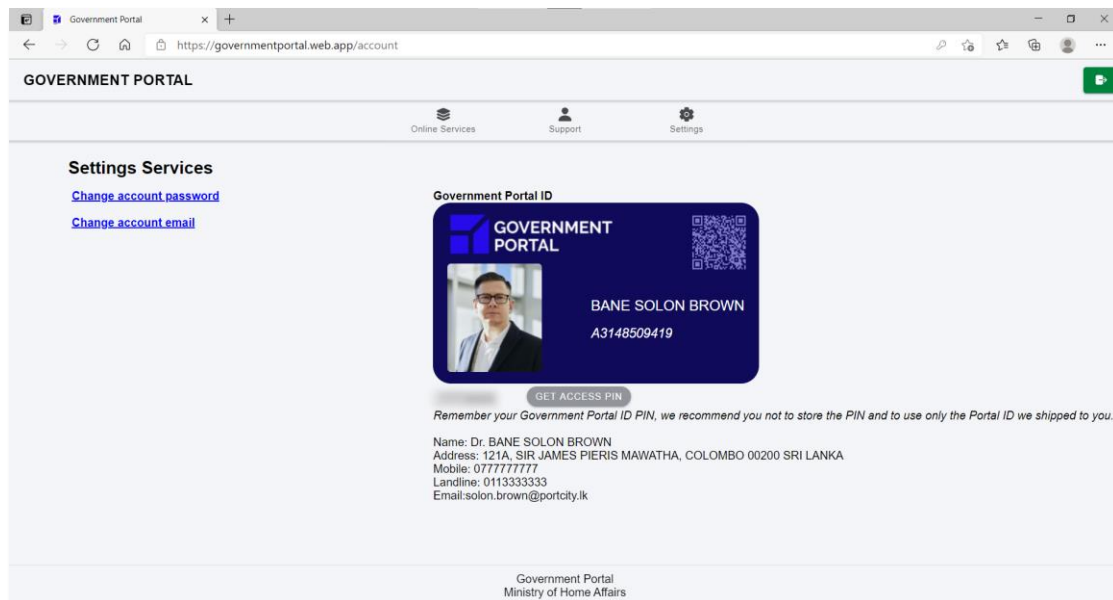 Government Portal
https://governmentportal.web.app/account
GOVERNMENT PORTAL
Online Services
Support
Settings
Settings Services
Change account password
Change account email
Government Portal ID
GOVERNMENT
PORTAL
BANE SOLON BROWN
A3148509419
GET ACCESS PIN
Remember your Government Portal ID PIN, we recommend you not to store the PIN and to use only the Portal ID we shipped to you.
Name: Dr. BANE SOLON BROWN
Address: 121A, SIR JAMES PIERIS MAWATHA, COLOMBO 00200 SRI LANKA
Mobile: 0777777777
Landline: 0113333333
Email:solon.brown@portcity.lk
Government Portal
Ministry of Home Affairs